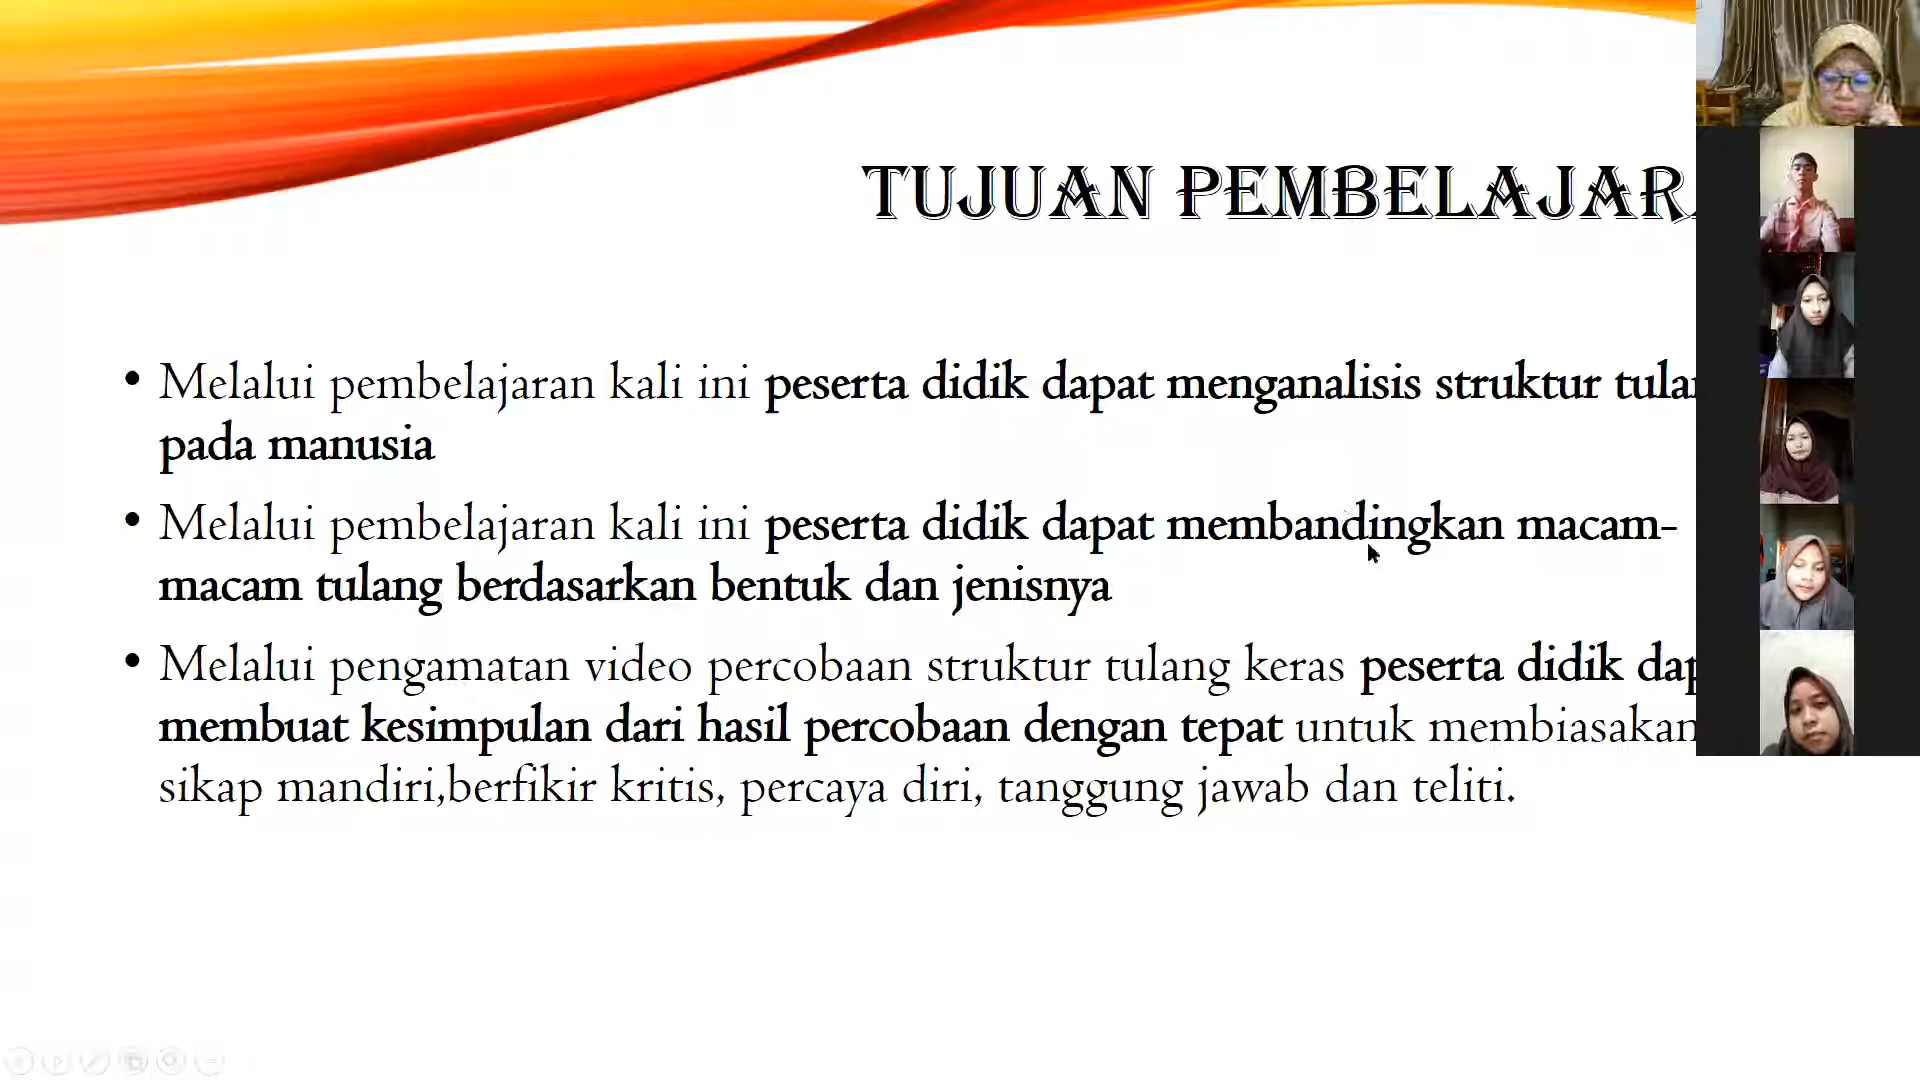 TUJUAN PEMBELAJAR
• Melalui pembelajaran kali ini peserta didik dapat menganalisis struktur
pada manusia
• Melalui pembelajaran kali ini peserta didik dapat membandingkan macam-
macam tulang berdasarkan bentuk dan jenisnya
• Melalui pengamatan video percobaan struktur tulang keras peserta didik
membuat kesimpulan dari hasil percobaan dengan tepat untuk membiasakan
sikap mandiri,berfikir kritis, percaya diri, tanggung jawab dan teliti.